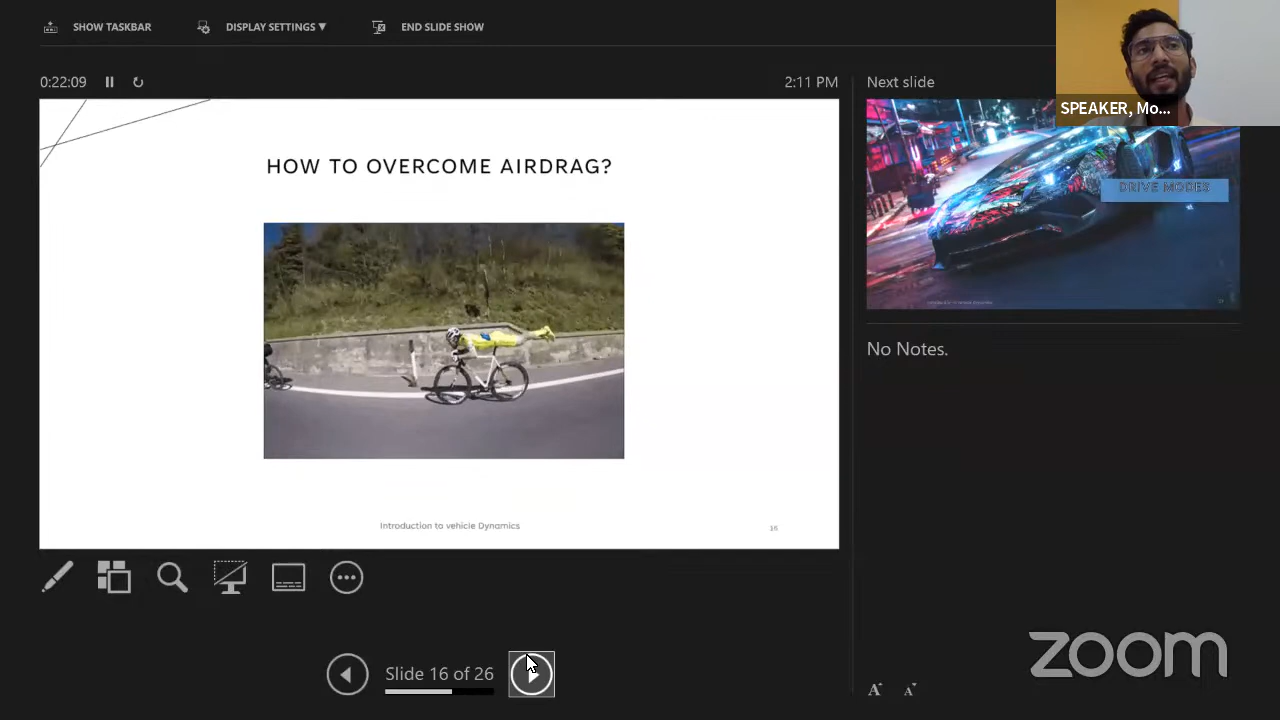 SHOW TASKBAR
DISPLAY SETTINGS ▼
END SLIDE SHOW
0:22:09
2:11 PM
Next slide
SPEAKER, Mo...
HOW TO OVERCOME AIRDRAG?
DRIVE MODES
No Notes.
Introduction to vehicle Dynamics
16
Slide 16 of 26
zoom
A
A